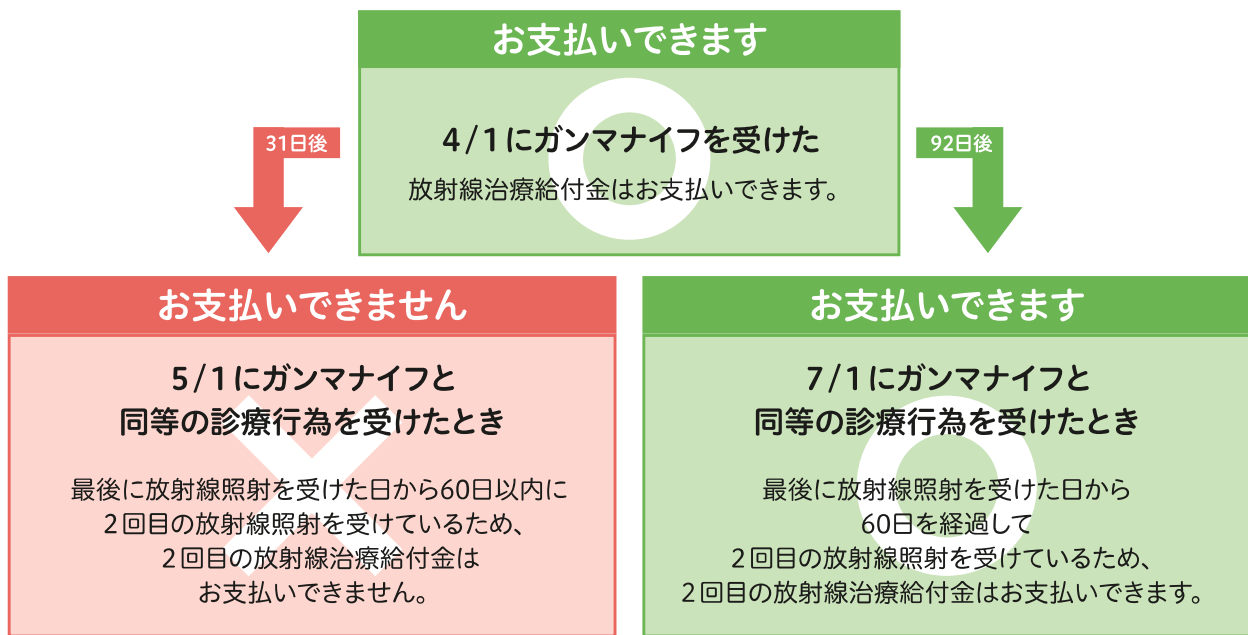 お支払いできます
4/1にガンマナイフを受けた
放射線治療給付金はお支払いできます。
31日後
92日後
お支払いできません
5/1にガンマナイフと
同等の診療行為を受けたとき
最後に放射線照射を受けた日から60日以内に
2回目の放射線照射を受けているため、
2回目の放射線治療給付金は
お支払いできません。
お支払いできます
7/1にガンマナイフと
同等の診療行為を受けたとき
最後に放射線照射を受けた日から
60日を経過して
2回目の放射線照射を受けているため、
2回目の放射線治療給付金はお支払いできます。